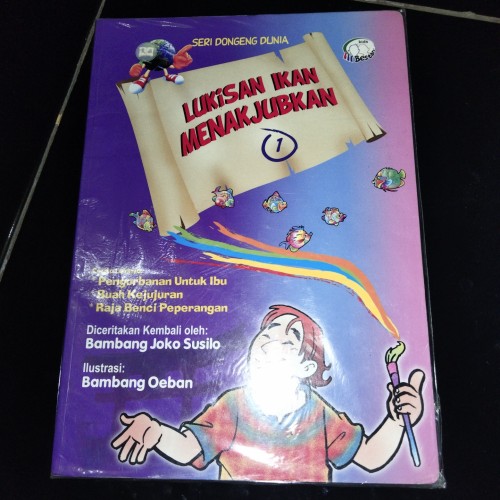 SERI DONGENG DUNIA
LUKiSAN IKAN
MENAKJUBKAN
1
Pengorbanan Untuk Ibu
Buah Kejujuran
Raja Benci Peperangan
Diceritakan Kembali oleh:
Bambang Joko Susilo
Ilustrasi:
Bambang Oeban